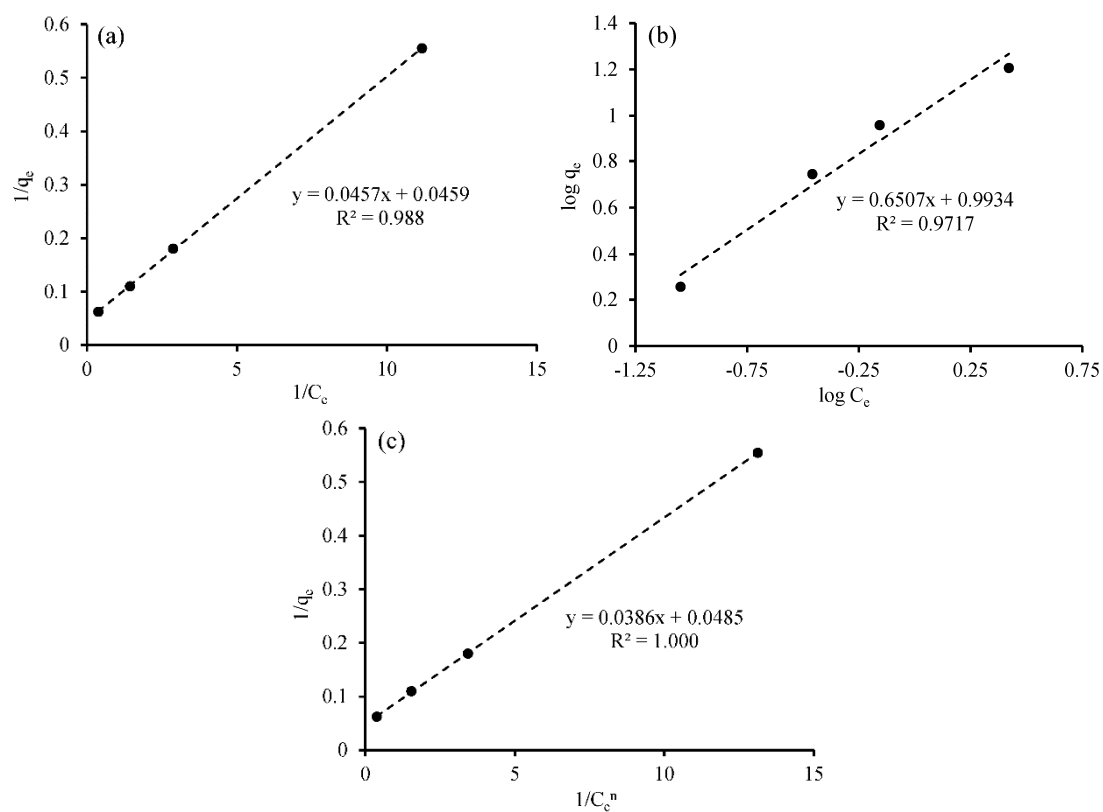 (a)
0.6
0.5
0.4
0.3
0.2
0.1
0
1/qe
y = 0.0457x + 0.0459
R² = 0.988
0
5
10
15
1/Ce
(b)
1.4
1.2
1
0.8
0.6
0.4
0.2
0
log qe
y = 0.6507x + 0.9934
R² = 0.9717
-1.25
-0.75
-0.25
0.25
0.75
log Ce
(c)
0.6
0.5
0.4
0.3
0.2
0.1
0
1/qe
y = 0.0386x + 0.0485
R² = 1.000
0
5
10
15
1/Ceⁿ